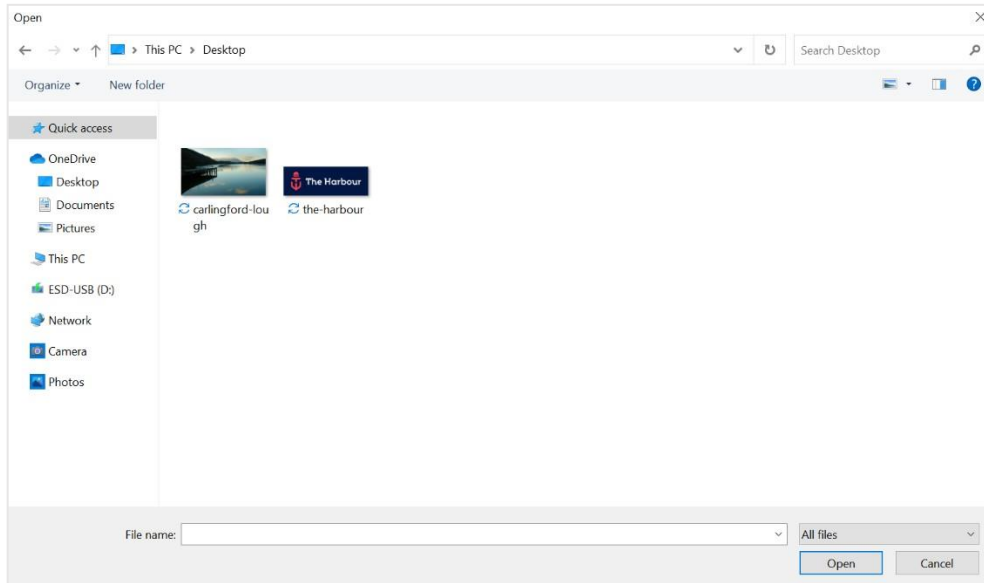 Open
This PC > Desktop
Search Desktop
Organize
New folder
Quick access
OneDrive
Desktop
Documents
Pictures
This PC
ESD-USB (D:)
Network
Camera
Photos
The Harbour
carlingford-lou
gh
the-harbour
File name:
All files
Open
Cancel